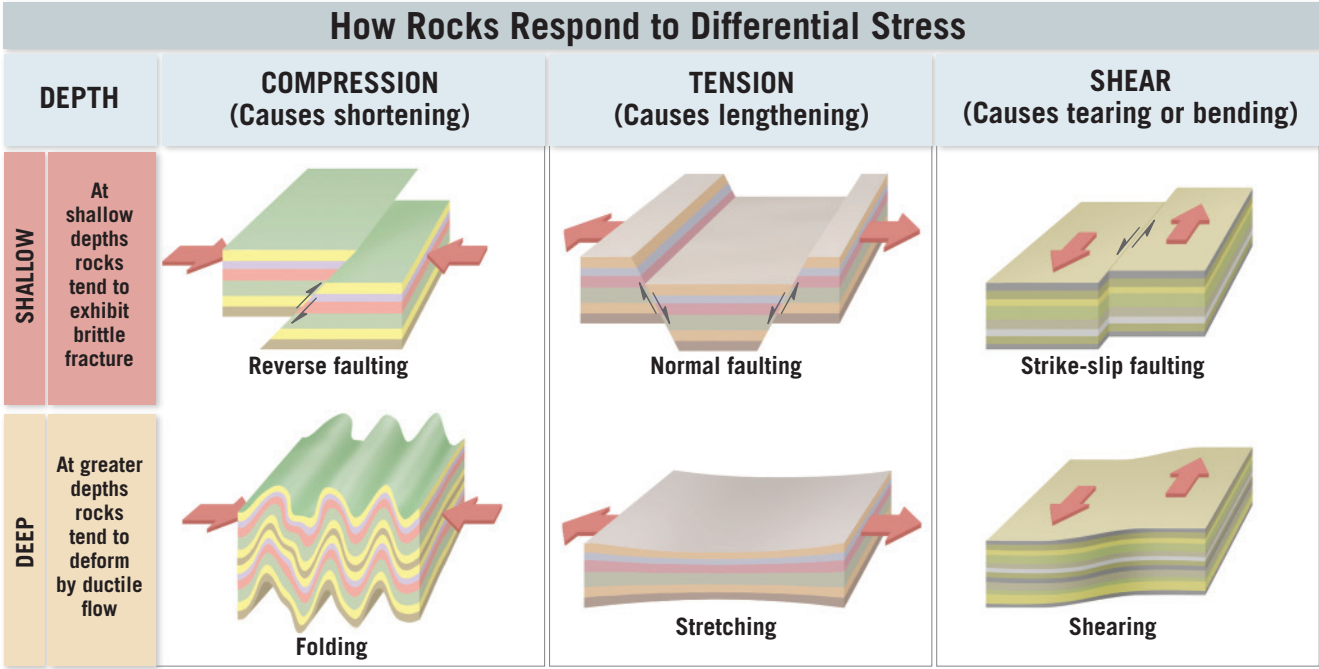 How Rocks Respond to Differential Stress
DEPTH
COMPRESSION
(Causes shortening)
TENSION
(Causes lengthening)
SHEAR
(Causes tearing or bending)
SHALLOW
At
shallow
depths
rocks
tend to
exhibit
brittle
fracture
Reverse faulting
Normal faulting
Strike-slip faulting
DEEP
At greater
depths
rocks
tend to
deform
by ductile
flow
Folding
Stretching
Shearing